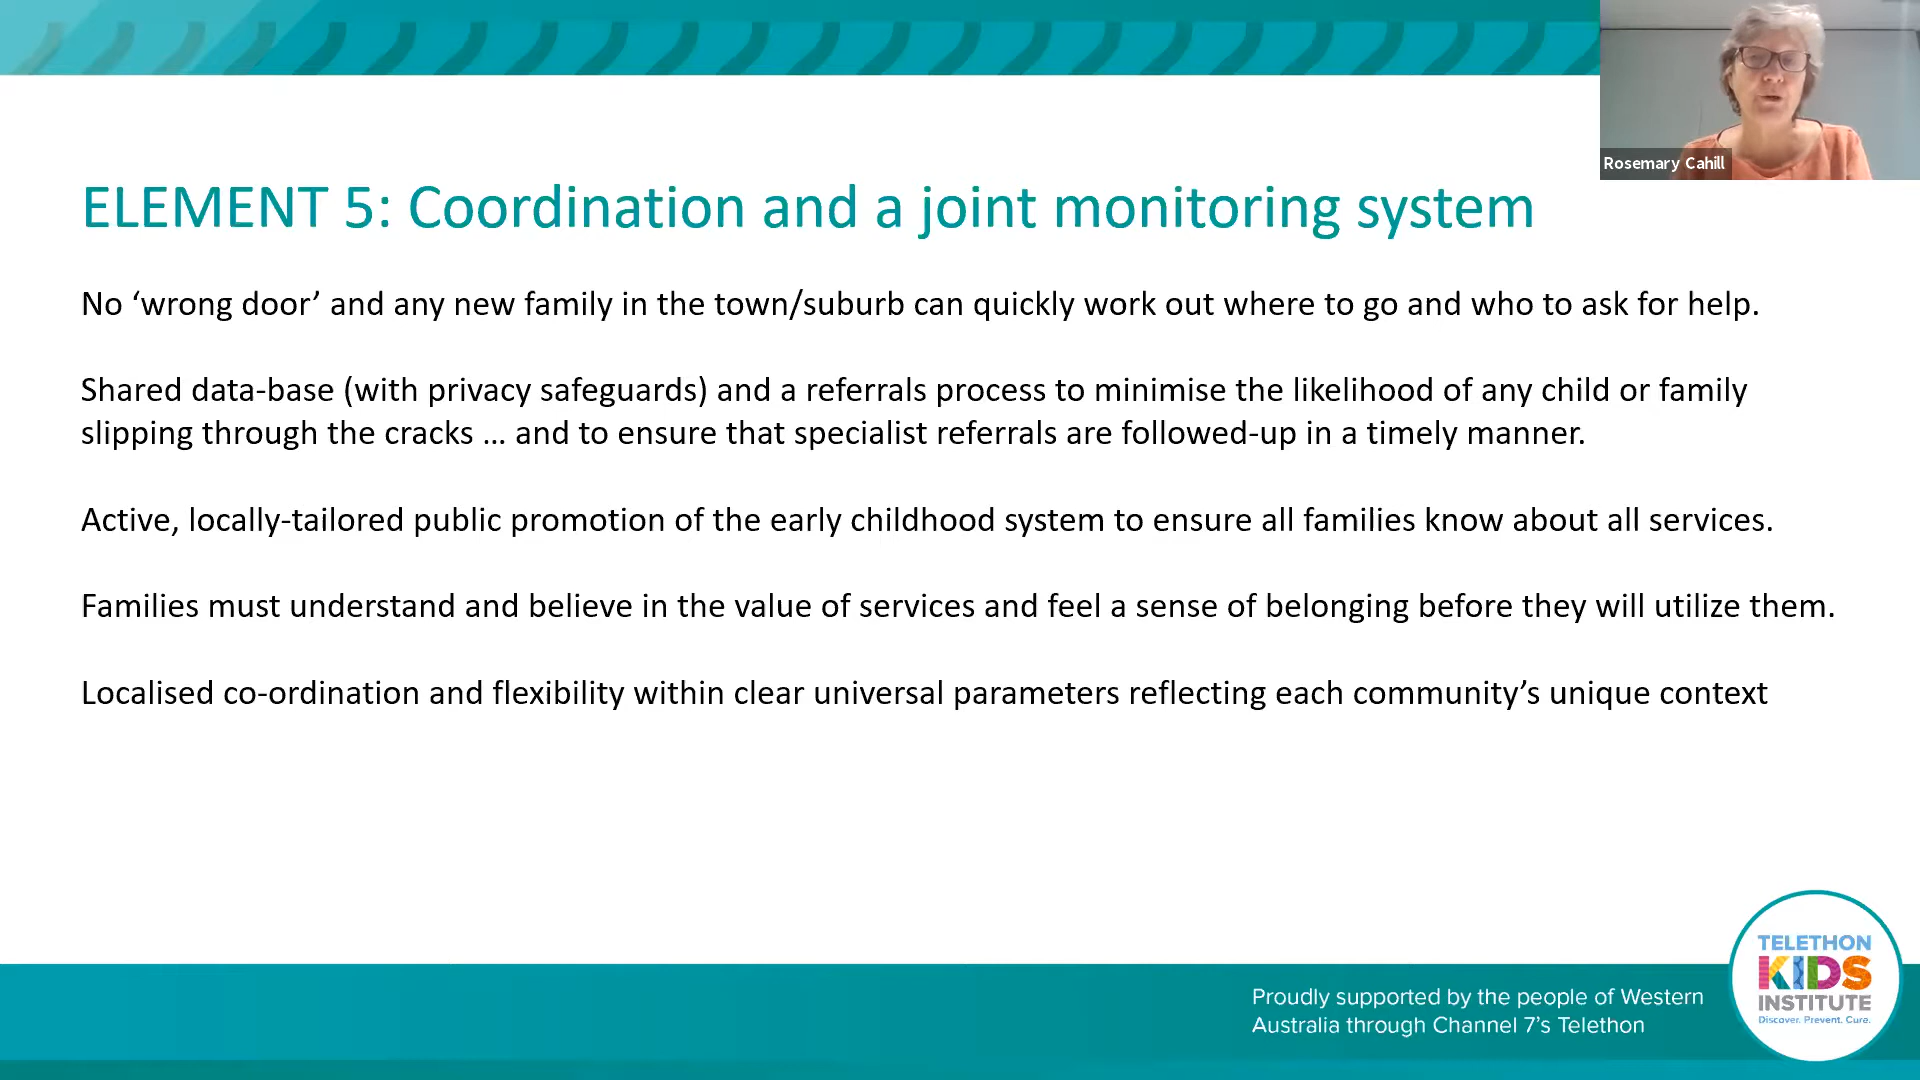 Rosemary Cahill
ELEMENT 5: Coordination and a joint monitoring system
No ‘wrong door’ and any new family in the town/suburb can quickly work out where to go and who to ask for help.
Shared data-base (with privacy safeguards) and a referrals process to minimise the likelihood of any child or family
slipping through the cracks … and to ensure that specialist referrals are followed-up in a timely manner.
Active, locally-tailored public promotion of the early childhood system to ensure all families know about all services.
Families must understand and believe in the value of services and feel a sense of belonging before they will utilize them.
Localised co-ordination and flexibility within clear universal parameters reflecting each community’s unique context
Proudly supported by the people of Western
Australia through Channel 7’s Telethon
TELETHON
KIDS
INSTITUTE
Discover. Prevent. Cure.